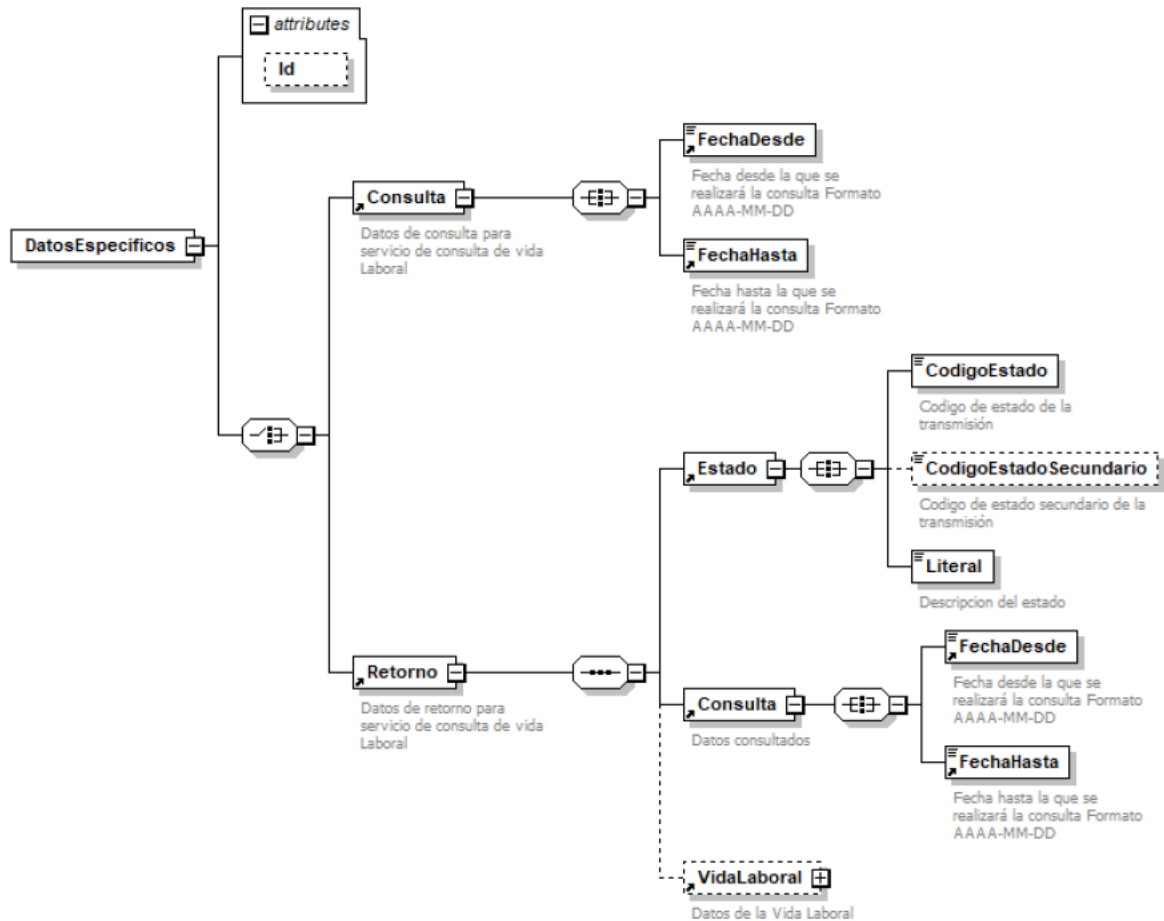 attributes
Id
DatosEspecificos
Consulta
Datos de consulta para
servicio de consulta de vida
Laboral
FechaDesde
Fecha desde la que se
realizará la consulta Formato
AAAA-MM-DD
FechaHasta
Fecha hasta la que se
realizará la consulta Formato
AAAA-MM-DD
Retorno
Datos de retorno para
servicio de consulta de vida
Laboral
Estado
CodigoEstado
Codigo de estado de la
transmisión
CodigoEstadoSecundario
Codigo de estado secundario de la
transmisión
Literal
Descripcion del estado
Consulta
Datos consultados
FechaDesde
Fecha desde la que se
realizará la consulta Formato
AAAA-MM-DD
FechaHasta
Fecha hasta la que se
realizará la consulta Formato
AAAA-MM-DD
VidaLaboral
Datos de la Vida Laboral